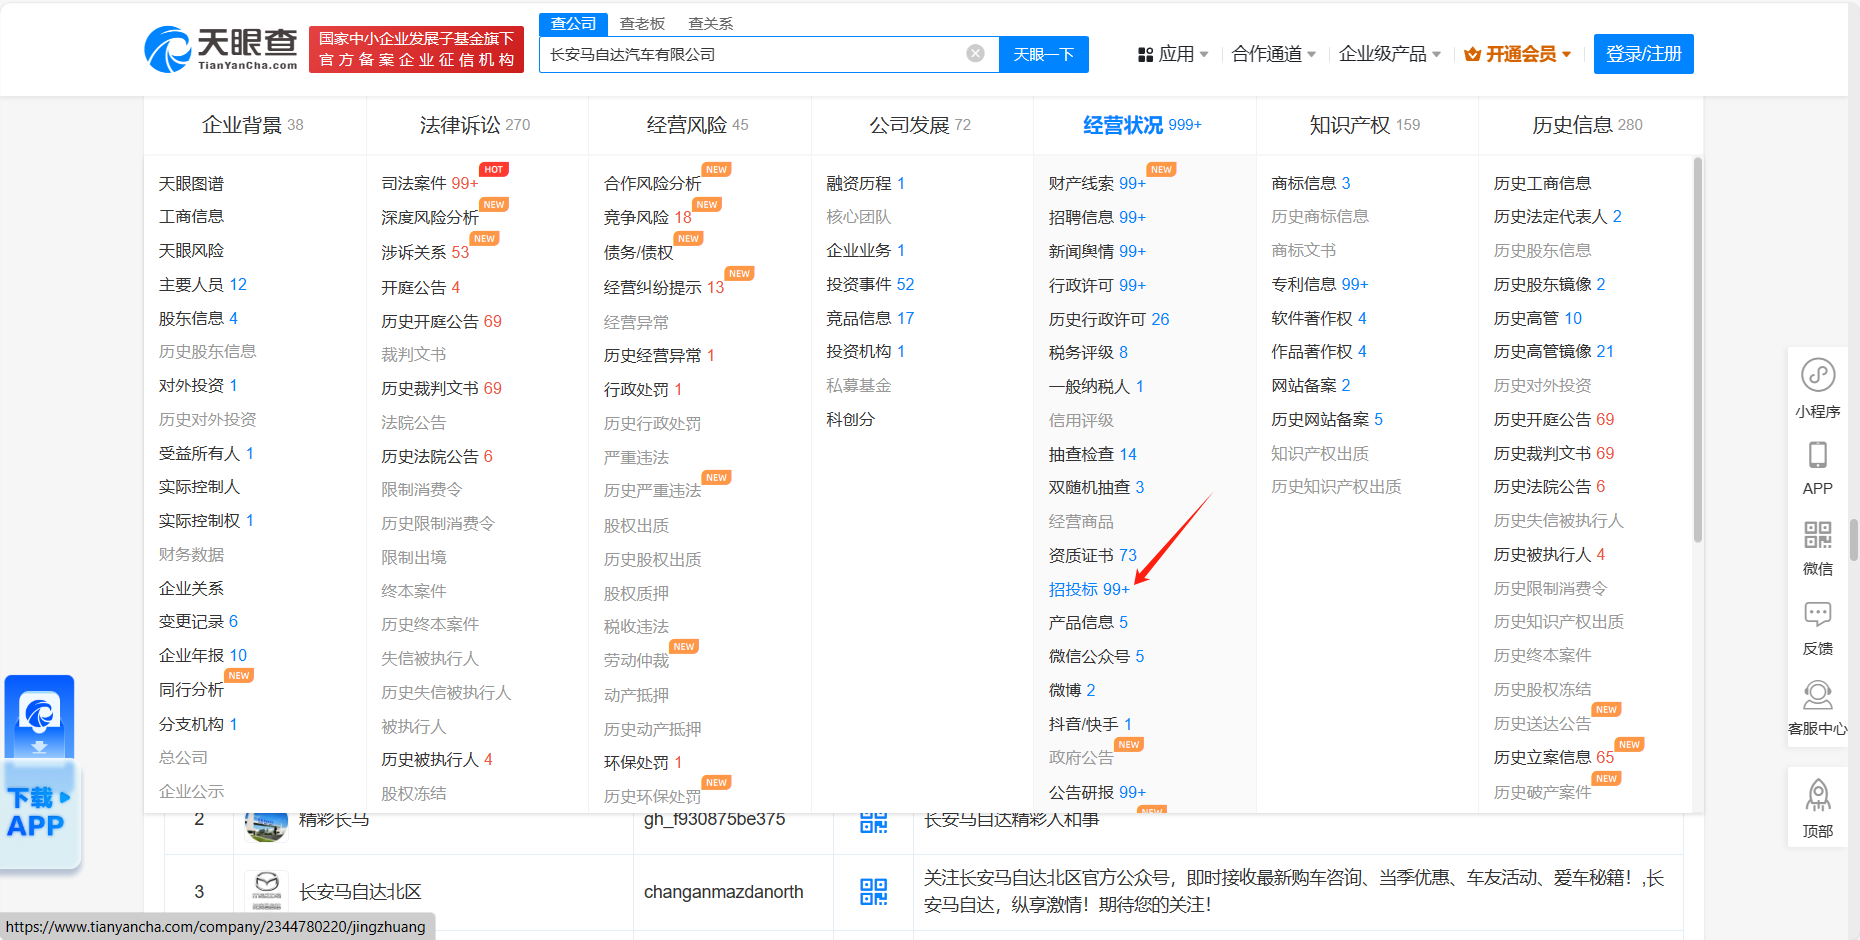 天眼查
TianYanCha.com
国家中小企业发展子基金旗下
官方备案企业征信机构
查公司
查老板
查关系
长安马自达汽车有限公司
天眼一下
应用
合作通道
企业级产品
开通会员
登录/注册
企业背景 38
法律诉讼 270
经营风险 45
公司发展 72
经营状况 999+
知识产权 159
历史信息 280
天眼图谱
工商信息
天眼风险
主要人员 12
股东信息 4
历史股东信息
对外投资 1
历史对外投资
受益所有人 1
实际控制人
实际控制权 1
财务数据
企业关系
变更记录 6
企业年报 10
同行分析 NEW
分支机构 1
总公司
企业公示
司法案件 99+ HOT
深度风险分析 NEW
涉诉关系 53 NEW
开庭公告 4
历史开庭公告 69
裁判文书
历史裁判文书 69
法院公告
历史法院公告 6
限制消费令
历史限制消费令
限制出境
终本案件
历史终本案件
失信被执行人
历史失信被执行人
被执行人
历史被执行人 4
股权冻结
合作风险分析 NEW
竞争风险 18 NEW
债务/债权 NEW
经营纠纷提示 13 NEW
经营异常
历史经营异常 1
行政处罚 1
历史行政处罚
严重违法
历史严重违法 NEW
股权出质
历史股权出质
股权质押
税收违法
劳动仲裁 NEW
动产抵押
历史动产抵押
环保处罚 1
历史环保处罚 NEW
融资历程 1
核心团队
企业业务 1
投资事件 52
竞品信息 17
投资机构 1
私募基金
科创分
财产线索 99+ NEW
招聘信息 99+
新闻舆情 99+
行政许可 99+
历史行政许可 26
税务评级 8
一般纳税人 1
信用评级
抽查检查 14
双随机抽查 3
经营商品
资质证书 73
招投标 99+
产品信息 5
微信公众号 5
微博 2
抖音/快手 1
政府公告 NEW
公告研报 99+
NEW
商标信息 3
历史商标信息
商标文书
专利信息 99+
软件著作权 4
作品著作权 4
网站备案 2
历史网站备案 5
知识产权出质
历史知识产权出质
历史工商信息
历史法定代表人 2
历史股东信息
历史股东镜像 2
历史高管 10
历史高管镜像 21
历史对外投资
历史开庭公告 69
历史裁判文书 69
历史法院公告 6
历史失信被执行人
历史被执行人 4
历史限制消费令
历史知识产权出质
历史终本案件
历史股权冻结
历史送达公告 NEW
历史立案信息 65 NEW
历史破产案件 NEW
小程序
APP
微信
反馈
客服中心
顶部
下载
APP
2
精彩长马
gh_f930875be375
长安马自达精彩人和事
3
长安马自达北区
changanmazdanorth
关注长安马自达北区官方公众号，即时接收最新购车咨询、当季优惠、车友活动、爱车秘籍！,长
安马自达，纵享激情！期待您的关注！
https://www.tianyancha.com/company/2344780220/jingzhuang